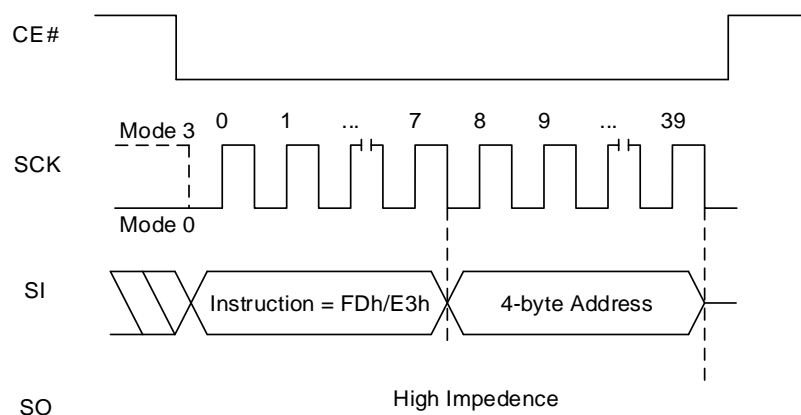 CE#
0 1 ... 7 8 9 ... 39
Mode 3
SCK
Mode 0
SI
Instruction = FDh/E3h
4-byte Address
High Impedence
SO